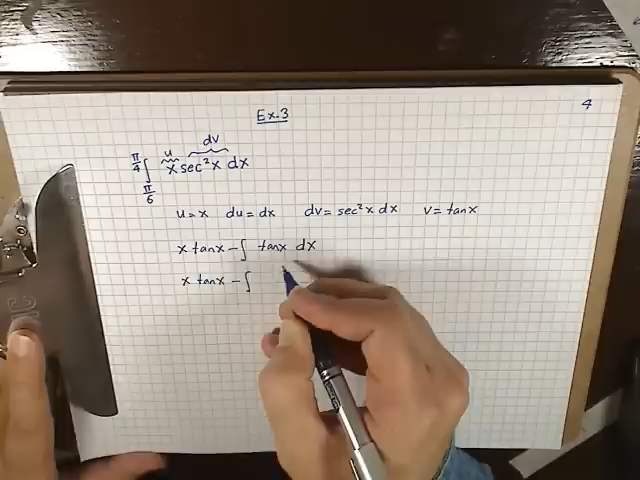 Ex.3
4
π/4 ∫ π/6 x sec²x dx
u dv
u = x du = dx dv = sec²x dx v = tanx
x tanx - ∫ tanx dx
x tanx - ∫